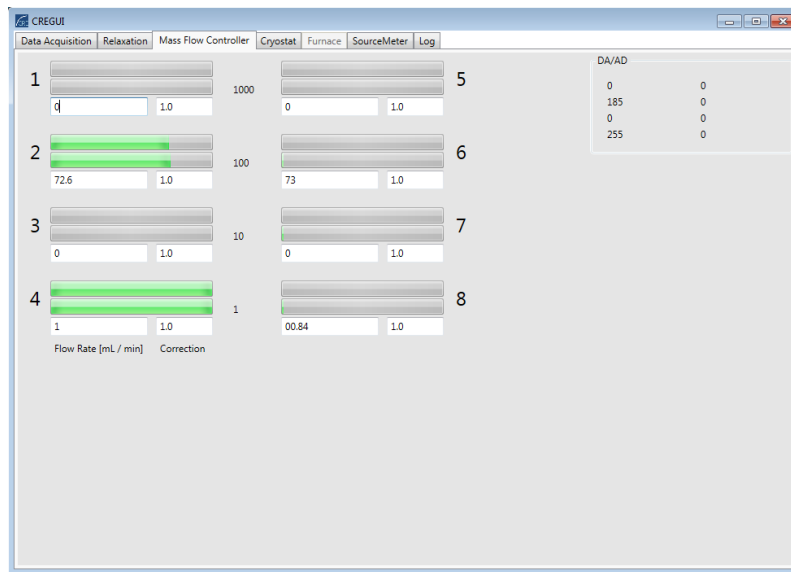 CREGUI
Data Acquisition Relaxation Mass Flow Controller Cryostat Furnace SourceMeter Log
DA/AD
1 1000 5
0 1.0 0 1.0
0 0
185 0
0 0
255 0
2 100 6
72.6 1.0 73 1.0
3 10 7
0 1.0 0 1.0
4 1 8
1 1.0 00.84 1.0
Flow Rate [mL / min] Correction